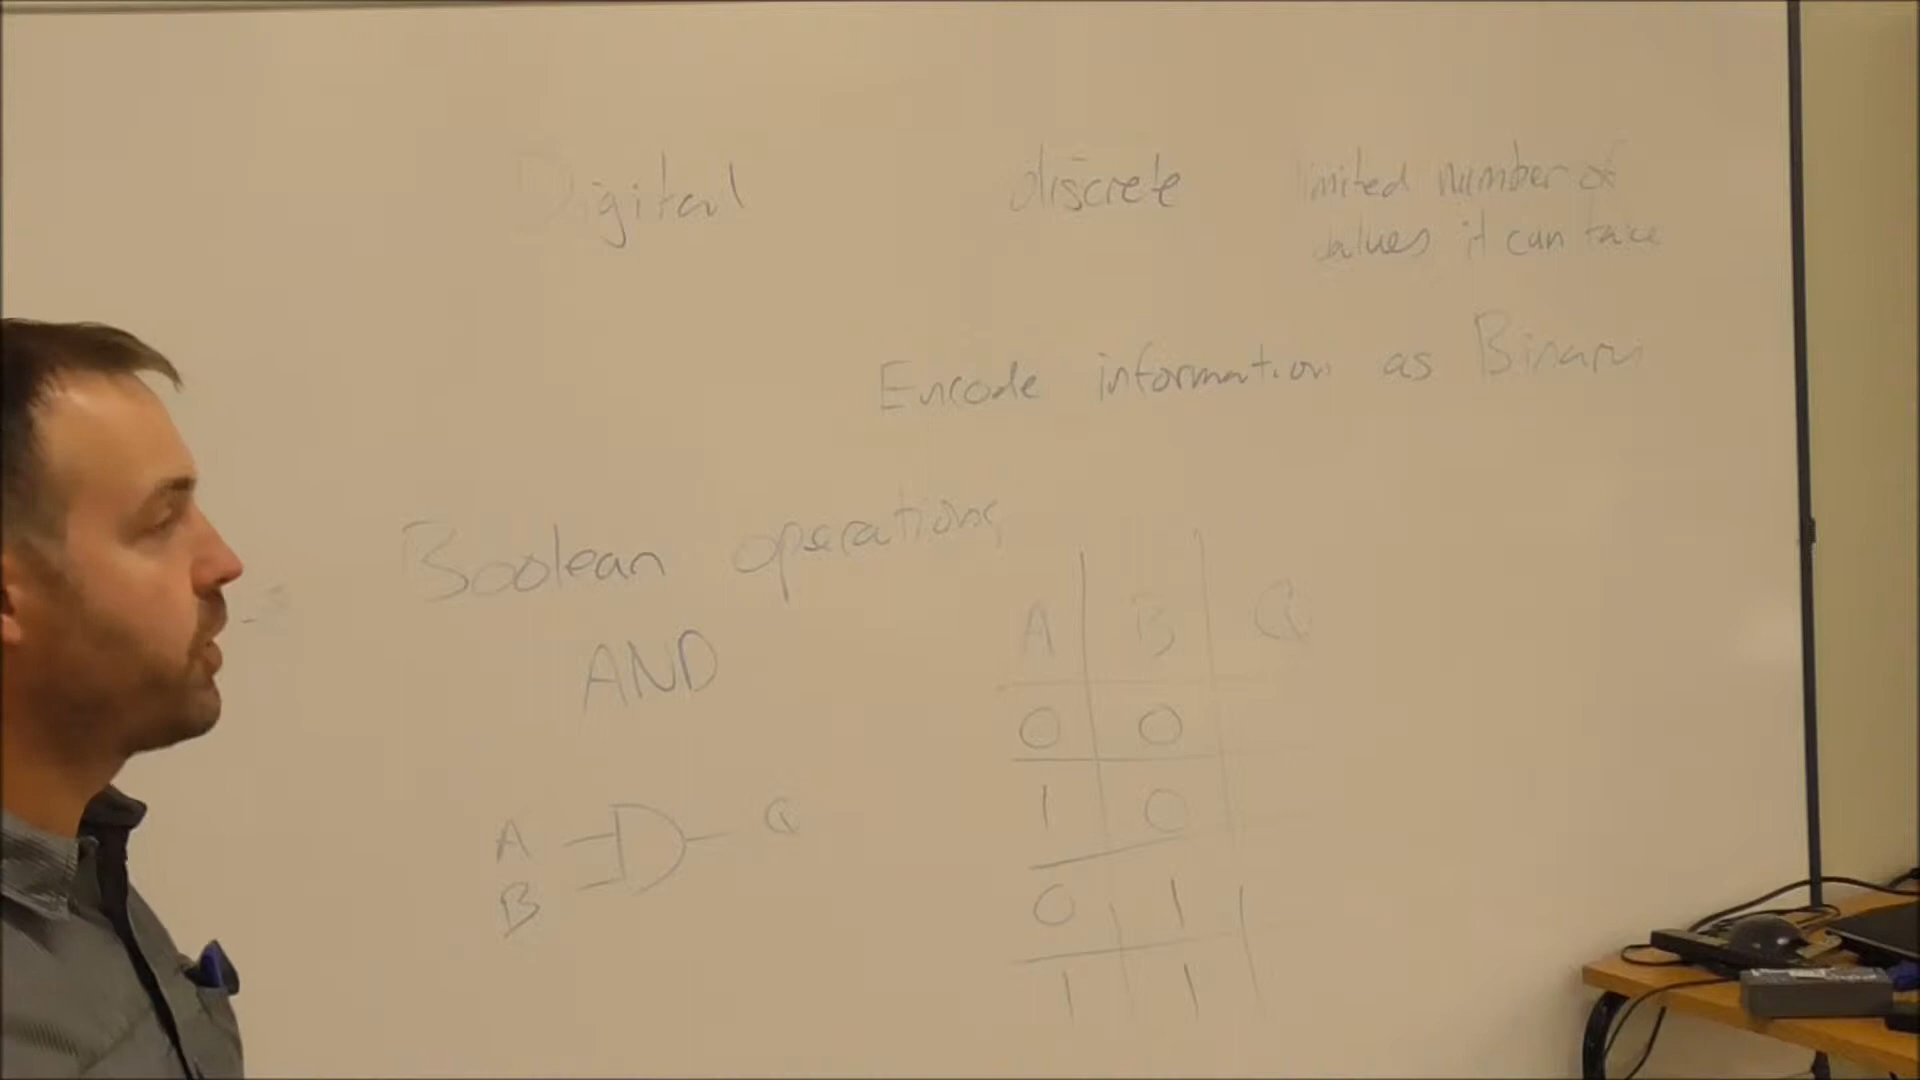 Digital discrete limited number of
values it can take
Encode information as Binary
Boolean operations
AND
A B Q
0 0
1 0
A Q
B
0 1
1 1